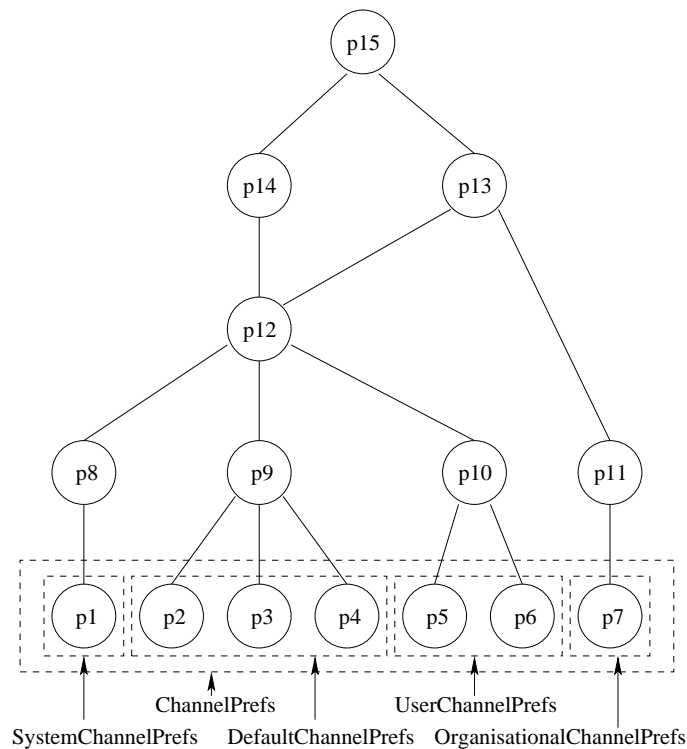 p15
p14 p13
p12
p8 p9 p10 p11
p1 p2 p3 p4 p5 p6 p7
ChannelPrefs UserChannelPrefs
SystemChannelPrefs DefaultChannelPrefs OrganisationalChannelPrefs